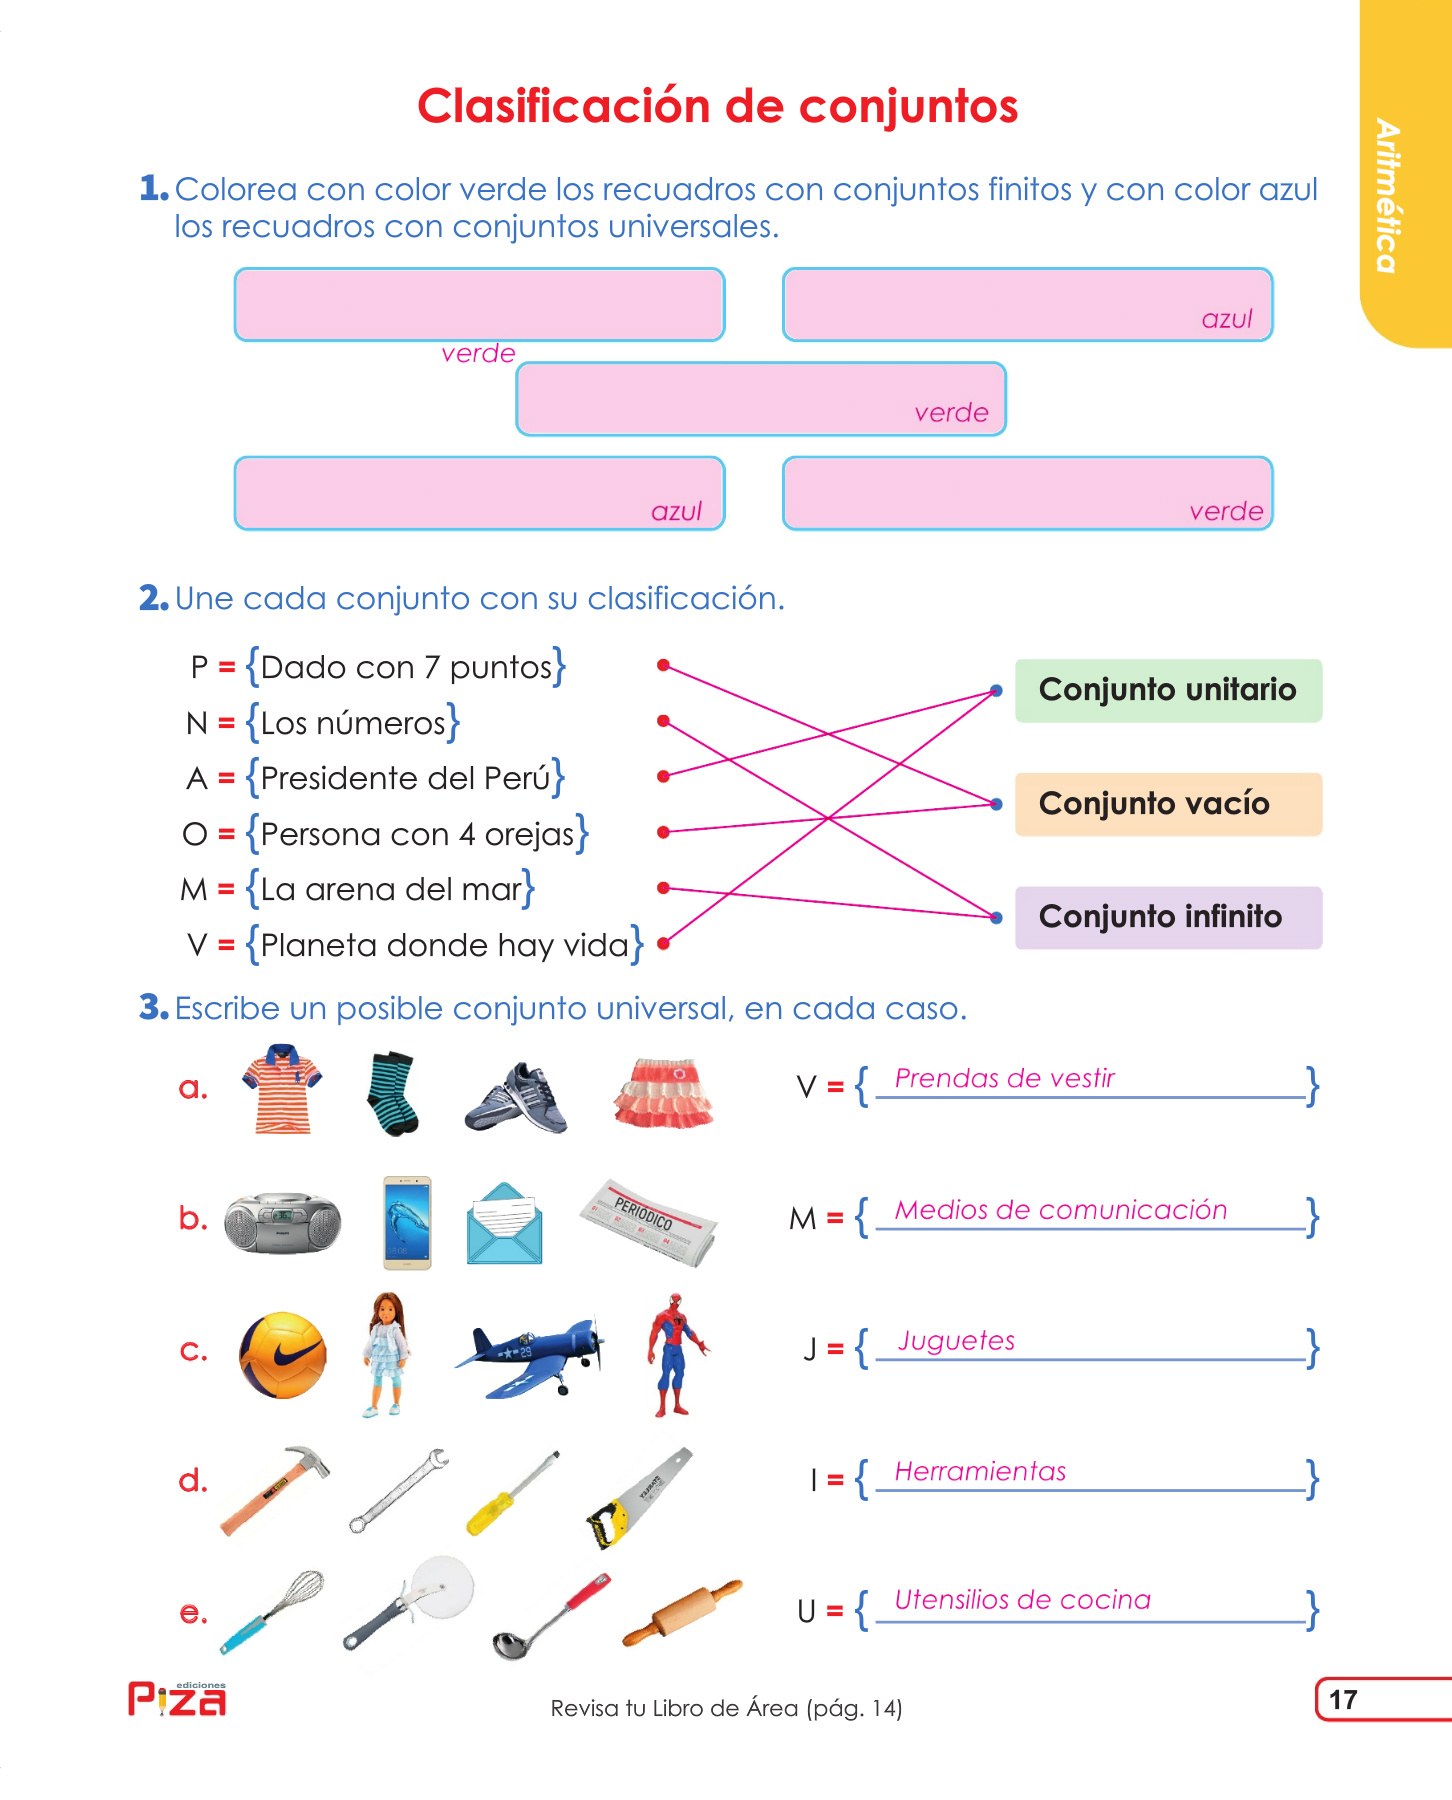 Clasificación de conjuntos
Aritmética
1. Colorea con color verde los recuadros con conjuntos finitos y con color azul
los recuadros con conjuntos universales.
azul
verde
verde
azul
verde
2. Une cada conjunto con su clasificación.
P = {Dado con 7 puntos}
N = {Los números}
A = {Presidente del Perú}
O = {Persona con 4 orejas}
M = {La arena del mar}
V = {Planeta donde hay vida}
Conjunto unitario
Conjunto vacío
Conjunto infinito
3. Escribe un posible conjunto universal, en cada caso.
a.
V = { Prendas de vestir }
b.
PERIODICO
M = { Medios de comunicación }
c.
29
J = { Juguetes }
d.
I = { Herramientas }
e.
U = { Utensilios de cocina }
ediciones
Piza
Revisa tu Libro de Área (pág. 14)
17